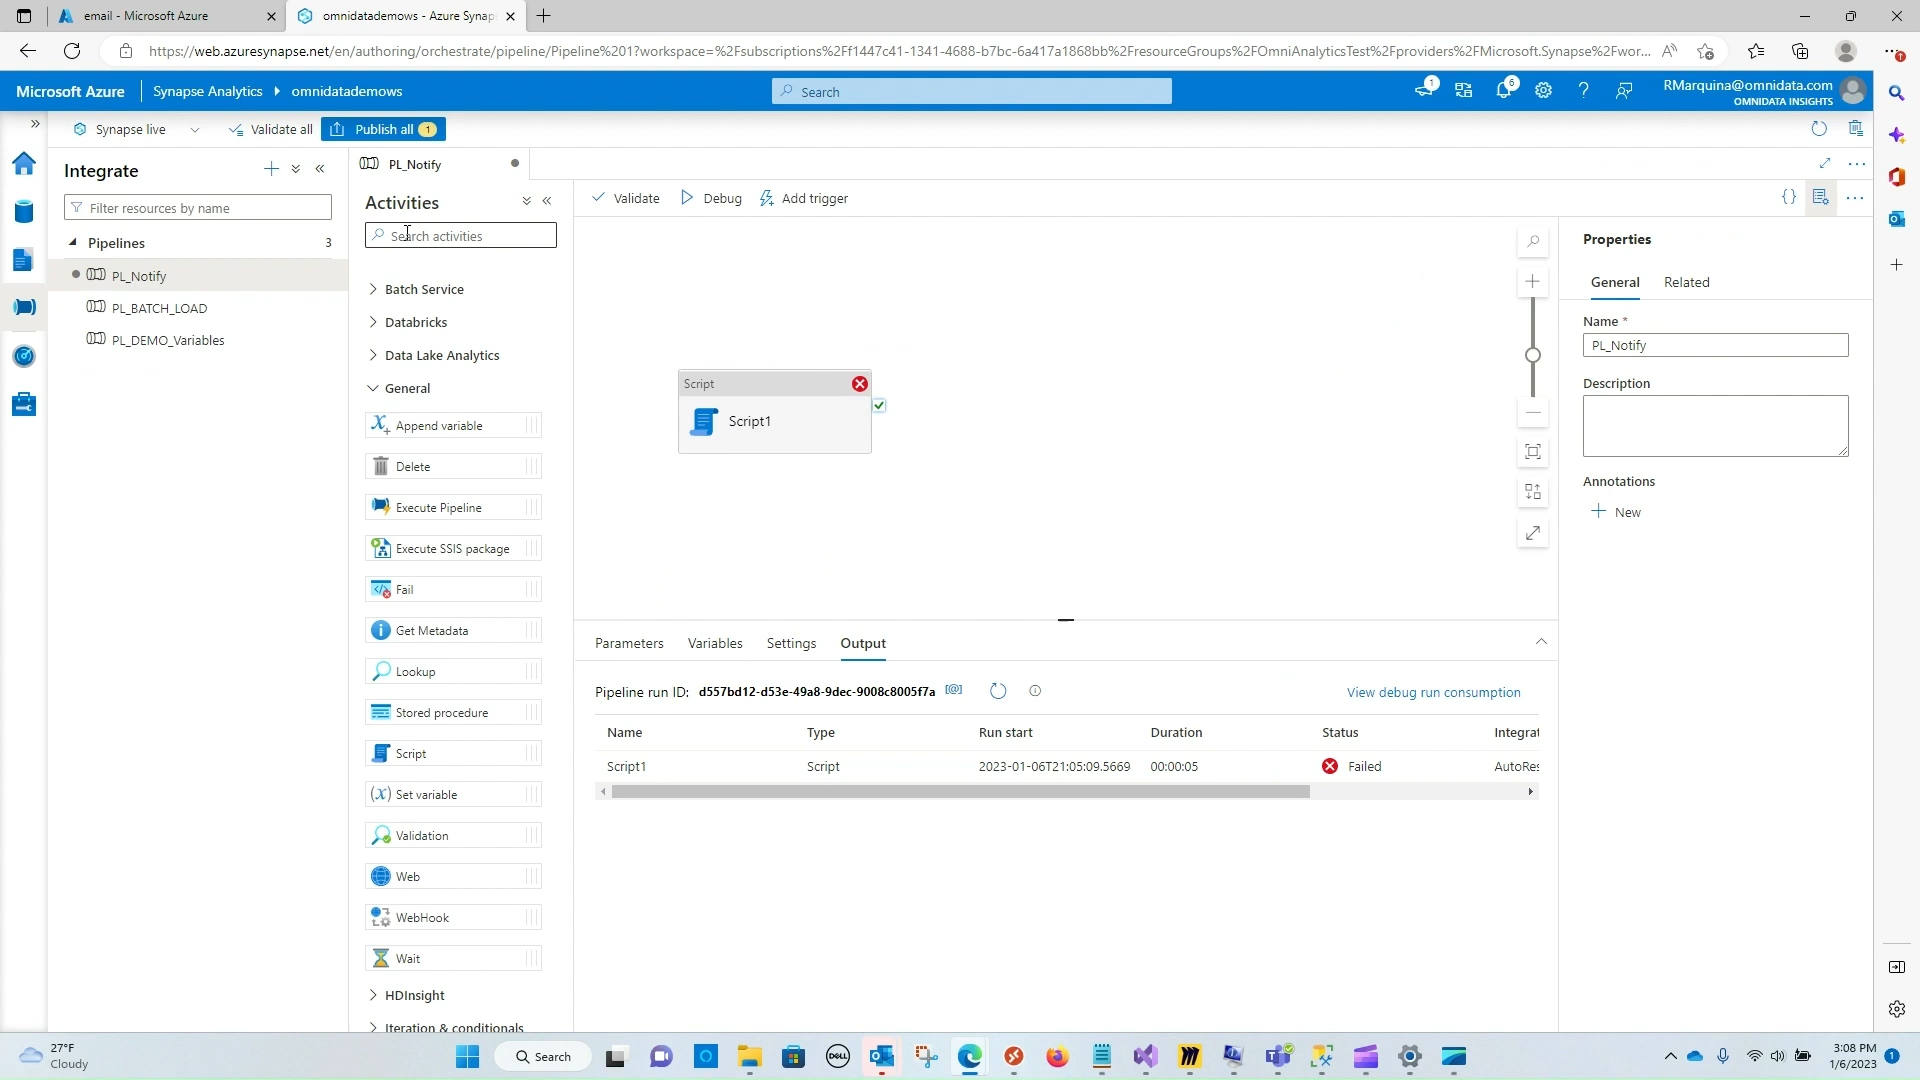 email - Microsoft Azure
omnidatademows - Azure Synap
https://web.azuresynapse.net/en/authoring/orchestrate/pipeline/Pipeline%201?workspace=%2Fsubscriptions%2Ff1447c41-1341-4688-b7bc-6a417a1868bb%2FresourceGroups%2FOmniAnalyticsTest%2Fproviders%2FMicrosoft.Synapse%2Fwor...
Microsoft Azure
Synapse Analytics
omnidatademows
Search
1
6
RMarquina@omnidata.com
OMNIDATA INSIGHTS
Synapse live
Validate all
Publish all 1
Integrate
Filter resources by name
Pipelines 3
PL_Notify
PL_BATCH_LOAD
PL_DEMO_Variables
PL_Notify
Activities
Search activities
Batch Service
Databricks
Data Lake Analytics
General
Append variable
Delete
Execute Pipeline
Execute SSIS package
Fail
Get Metadata
Lookup
Stored procedure
Script
Set variable
Validation
Web
WebHook
Wait
HDInsight
Iteration & conditionals
Validate
Debug
Add trigger
Script
Script1
Parameters
Variables
Settings
Output
Pipeline run ID: d557bd12-d53e-49a8-9dec-9008c8005f7a
View debug run consumption
Name Type Run start Duration Status Integrat
Script1 Script 2023-01-06T21:05:09.5669 00:00:05 Failed AutoRes
Properties
General
Related
Name *
PL_Notify
Description
Annotations
New
27°F
Cloudy
Search
DELL
3:08 PM
1/6/2023
1